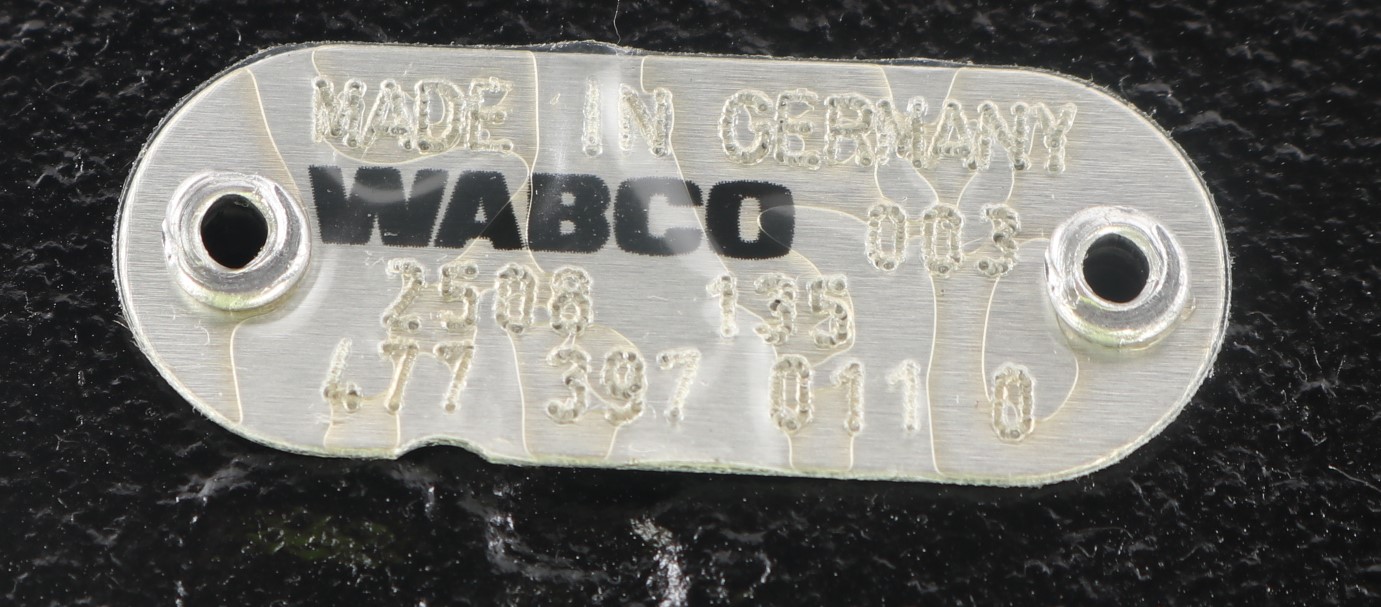 MADE IN GERMANY
WABCO 003
2508 135
477 397 011 0